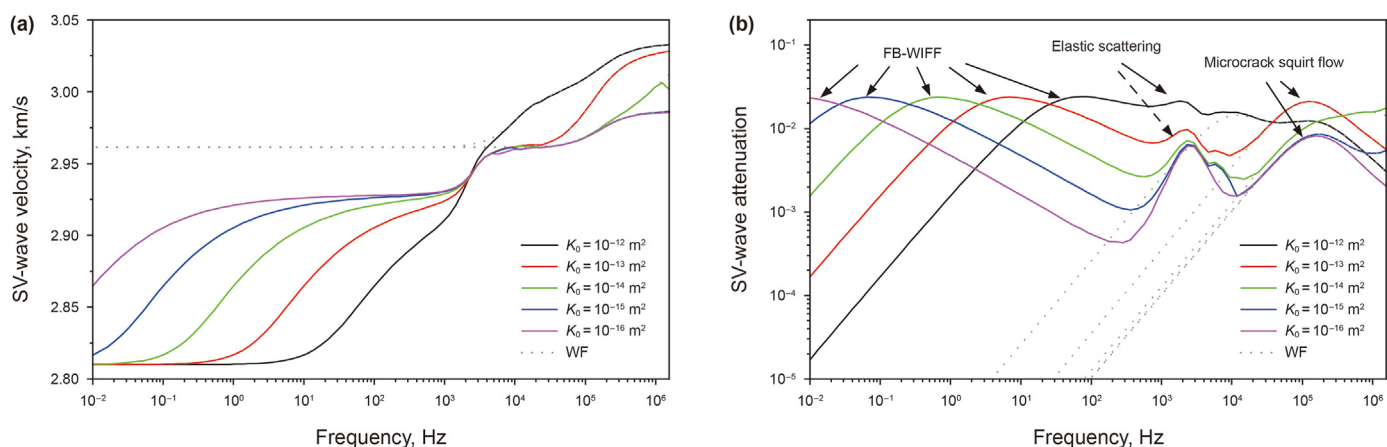 (a)
3.05
3.00
2.95
2.90
2.85
2.80
SV-wave velocity, km/s
K₀ = 10⁻¹² m²
K₀ = 10⁻¹³ m²
K₀ = 10⁻¹⁴ m²
K₀ = 10⁻¹⁵ m²
K₀ = 10⁻¹⁶ m²
WF
10⁻² 10⁻¹ 10⁰ 10¹ 10² 10³ 10⁴ 10⁵ 10⁶
Frequency, Hz
(b)
10⁻¹
10⁻²
10⁻³
10⁻⁴
10⁻⁵
SV-wave attenuation
FB-WIFF
Elastic scattering
Microcrack squirt flow
K₀ = 10⁻¹² m²
K₀ = 10⁻¹³ m²
K₀ = 10⁻¹⁴ m²
K₀ = 10⁻¹⁵ m²
K₀ = 10⁻¹⁶ m²
WF
10⁻² 10⁻¹ 10⁰ 10¹ 10² 10³ 10⁴ 10⁵ 10⁶
Frequency, Hz